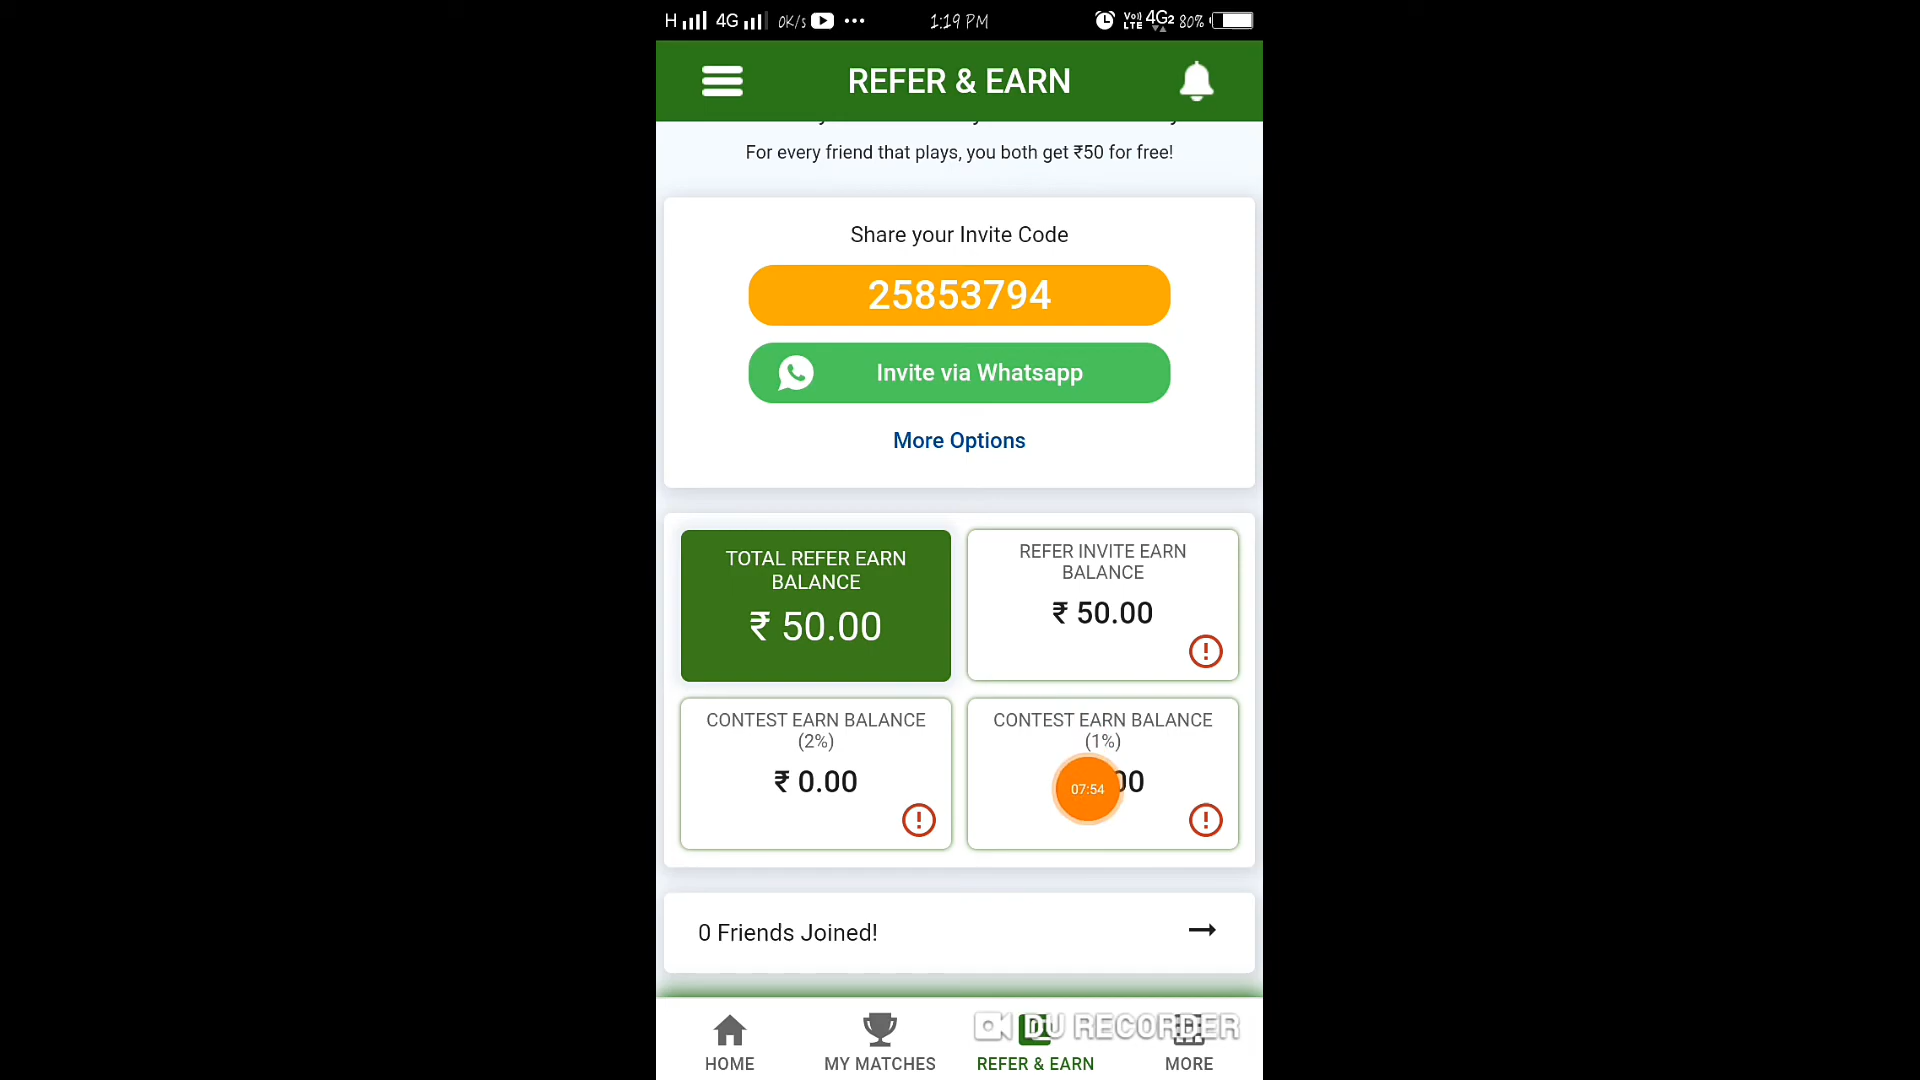 H 4G 0K/s 1:19 PM VoLTE 4G2 80%
REFER & EARN
For every friend that plays, you both get ₹50 for free!
Share your Invite Code
25853794
Invite via Whatsapp
More Options
TOTAL REFER EARN
BALANCE
₹ 50.00
REFER INVITE EARN
BALANCE
₹ 50.00
CONTEST EARN BALANCE
(2%)
₹ 0.00
CONTEST EARN BALANCE
(1%)
07:54
0 Friends Joined!
DU RECORDER
HOME MY MATCHES REFER & EARN MORE